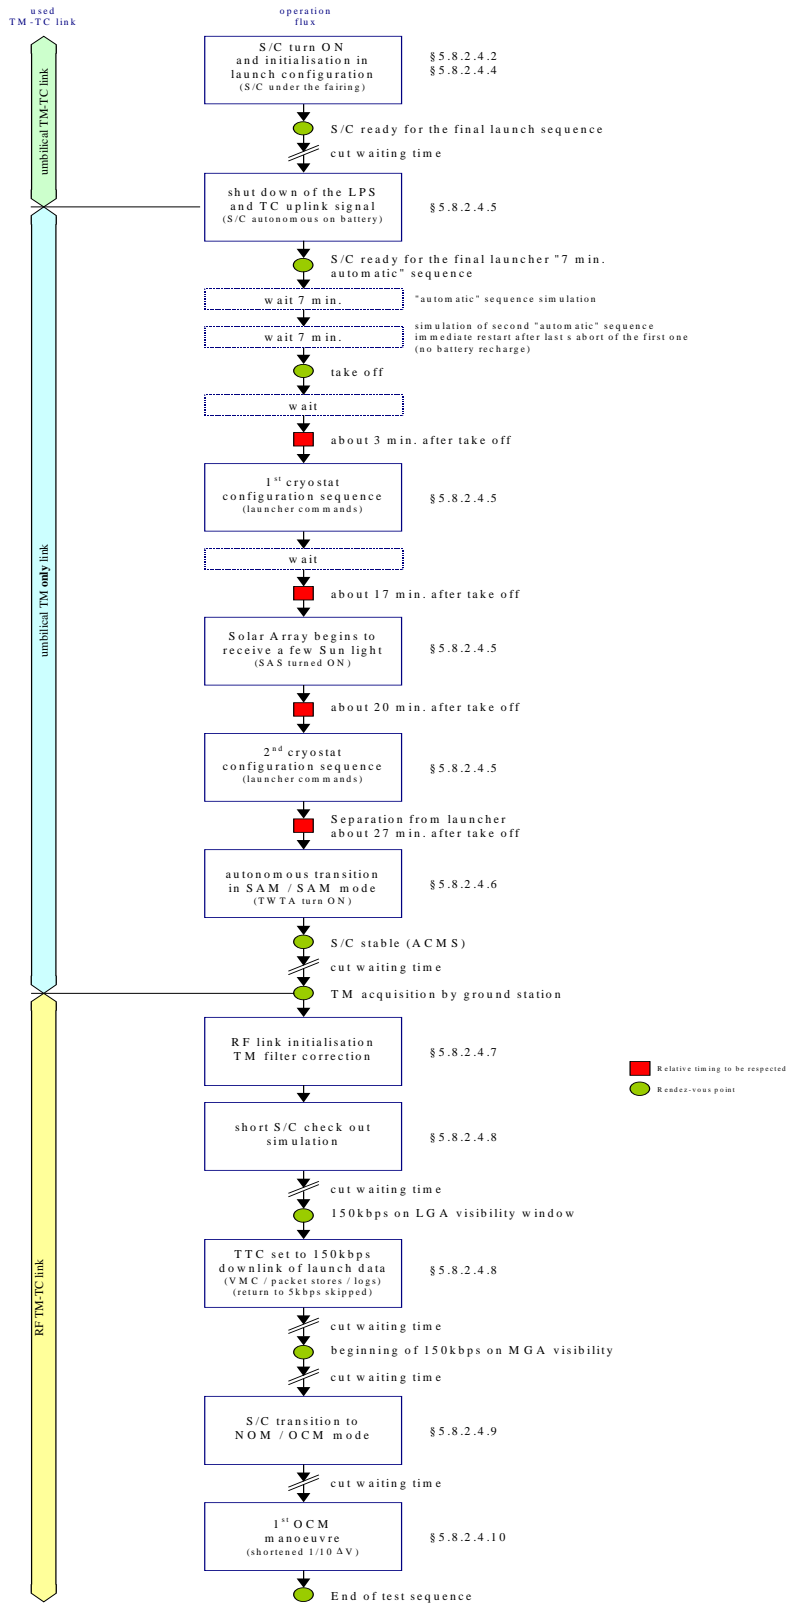 used
TM-TC link
operation
flux
umbilical TM-TC link
S/C turn ON
and initialisation in
launch configuration
(S/C under the fairing)
§5.8.2.4.2
§5.8.2.4.4
S/C ready for the final launch sequence
cut waiting time
shut down of the LPS
and TC uplink signal
(S/C autonomous on battery)
§5.8.2.4.5
umbilical TM only link
S/C ready for the final launcher "7 min.
automatic" sequence
wait 7 min.
"automatic" sequence simulation
wait 7 min.
simulation of second "automatic" sequence
immediate restart after last s abort of the first one
(no battery recharge)
take off
wait
about 3 min. after take off
1st cryostat
configuration sequence
(launcher commands)
§5.8.2.4.5
wait
about 17 min. after take off
Solar Array begins to
receive a few Sun light
(SAS turned ON)
§5.8.2.4.5
about 20 min. after take off
2nd cryostat
configuration sequence
(launcher commands)
§5.8.2.4.5
Separation from launcher
about 27 min. after take off
autonomous transition
in SAM / SAM mode
(TWTA turn ON)
§5.8.2.4.6
S/C stable (ACMS)
cut waiting time
TM acquisition by ground station
RF TM-TC link
RF link initialisation
TM filter correction
§5.8.2.4.7
Relative timing to be respected
Rendez-vous point
short S/C check out
simulation
§5.8.2.4.8
cut waiting time
150kbps on LGA visibility window
TTC set to 150kbps
downlink of launch data
(VMC / packet stores / logs)
(return to 5kbps skipped)
§5.8.2.4.8
cut waiting time
beginning of 150kbps on MGA visibility
cut waiting time
S/C transition to
NOM / OCM mode
§5.8.2.4.9
cut waiting time
1st OCM
manoeuvre
(shortened 1/10 ΔV)
§5.8.2.4.10
End of test sequence